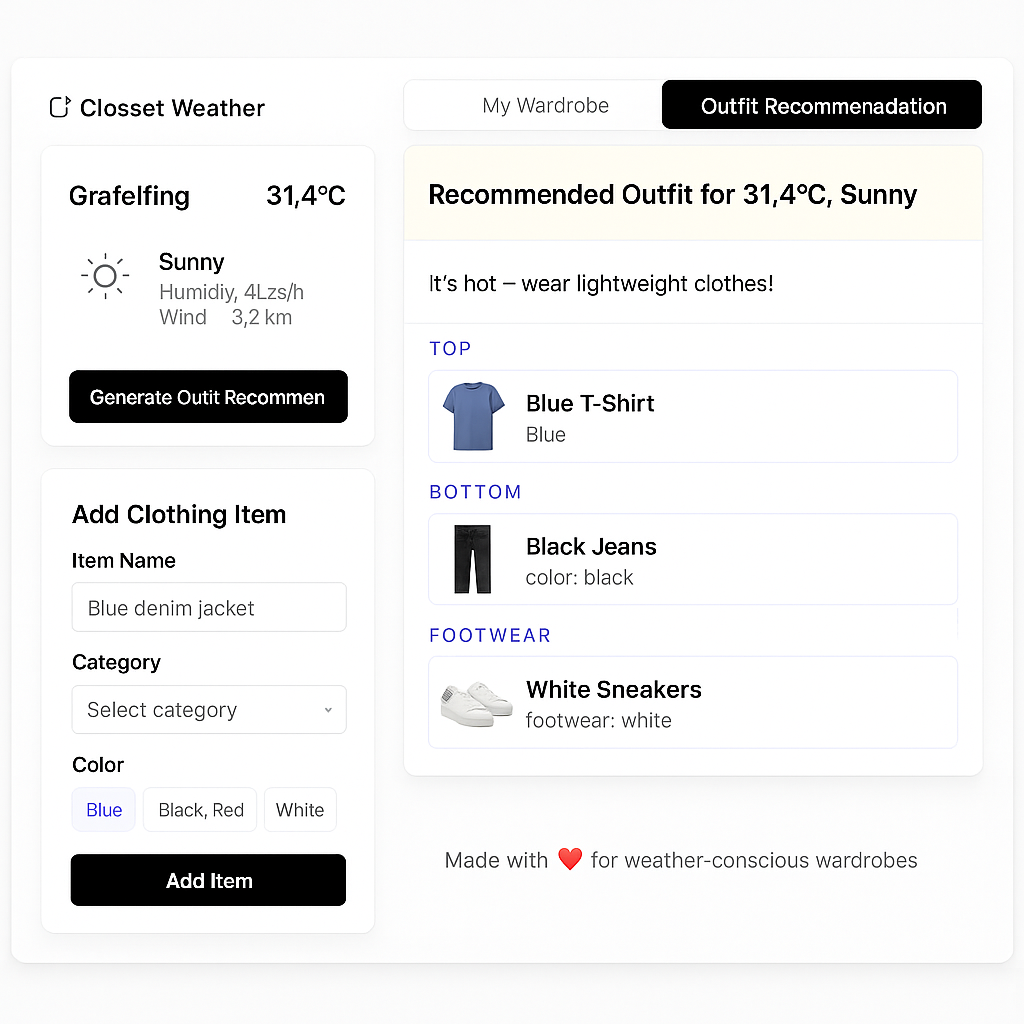 Closset Weather
My Wardrobe
Outfit Recommenadation
Grafelfing 31,4°C
Sunny
Humidiy, 4Lzs/h
Wind 3,2 km
Generate Outit Recommen
Add Clothing Item
Item Name
Blue denim jacket
Category
Select category
Color
Blue
Black, Red
White
Add Item
Recommended Outfit for 31,4°C, Sunny
It’s hot – wear lightweight clothes!
TOP
Blue T-Shirt
Blue
BOTTOM
Black Jeans
color: black
FOOTWEAR
White Sneakers
footwear: white
Made with ❤️ for weather-conscious wardrobes